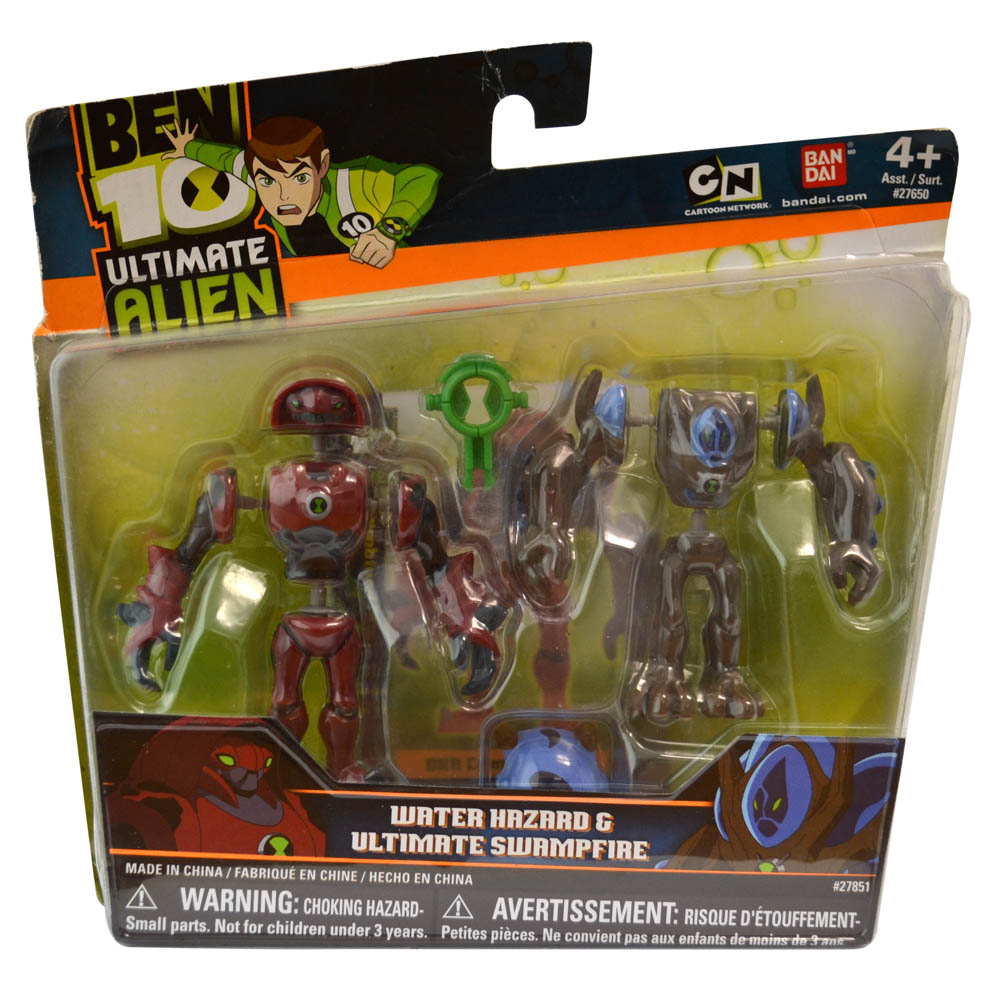 BEN
10
ULTIMATE
ALIEN
10
CN
CARTOON NETWORK
BAN
DAI
MD
bandai.com
4+
Asst. / Surt.
#27650
WATER HAZARD &
ULTIMATE SWAMPFIRE
MADE IN CHINA / FABRIQUÉ EN CHINE / HECHO EN CHINA
#27851
WARNING: CHOKING HAZARD-
Small parts. Not for children under 3 years.
AVERTISSEMENT: RISQUE D'ÉTOUFFEMENT-
Petites pièces. Ne convient pas aux enfants de moins de 3 ans.